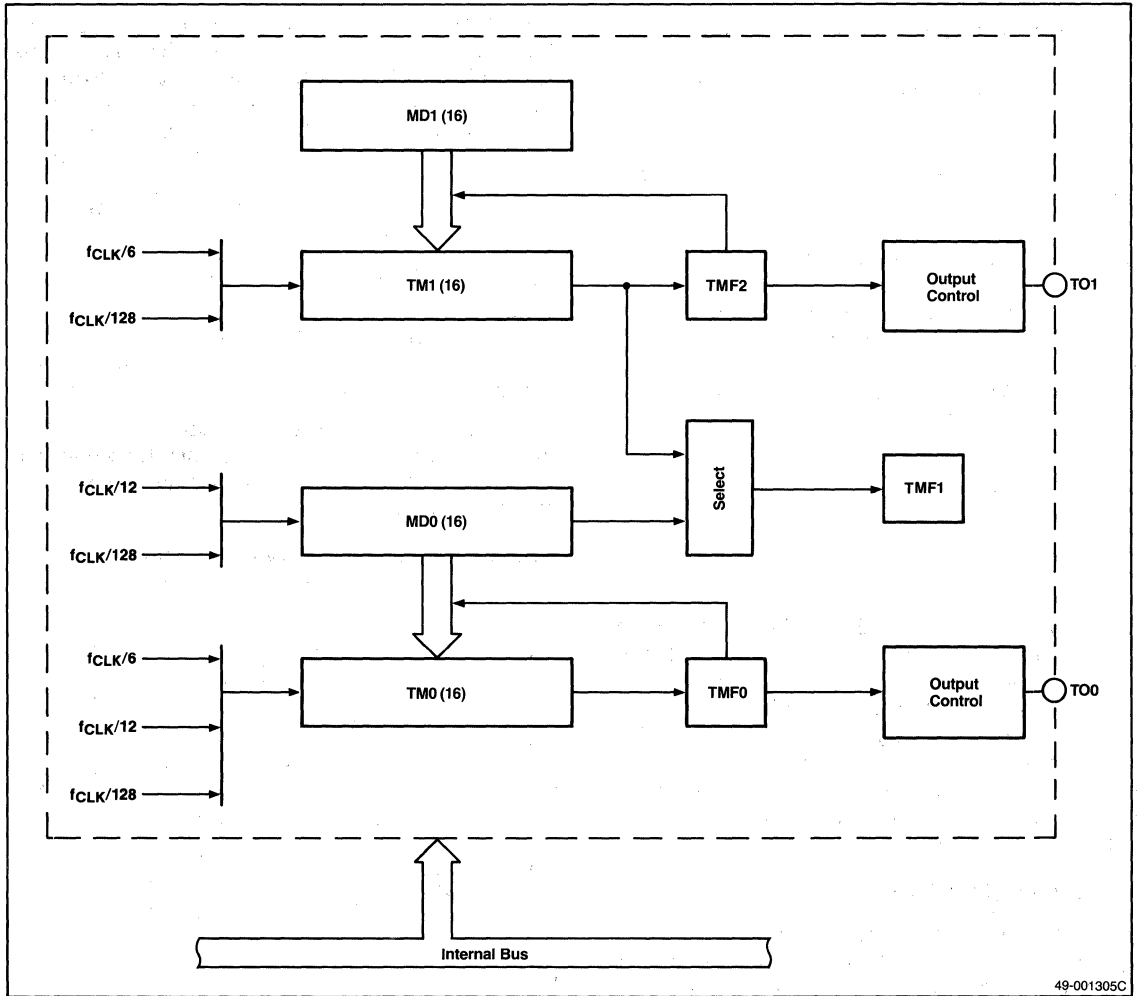 MD1 (16)
fCLK/6
fCLK/128
TM1 (16)
TMF2
Output
Control
TO1
fCLK/12
fCLK/128
MD0 (16)
Select
TMF1
fCLK/6
fCLK/12
fCLK/128
TM0 (16)
TMF0
Output
Control
TO0
Internal Bus
49-001305C